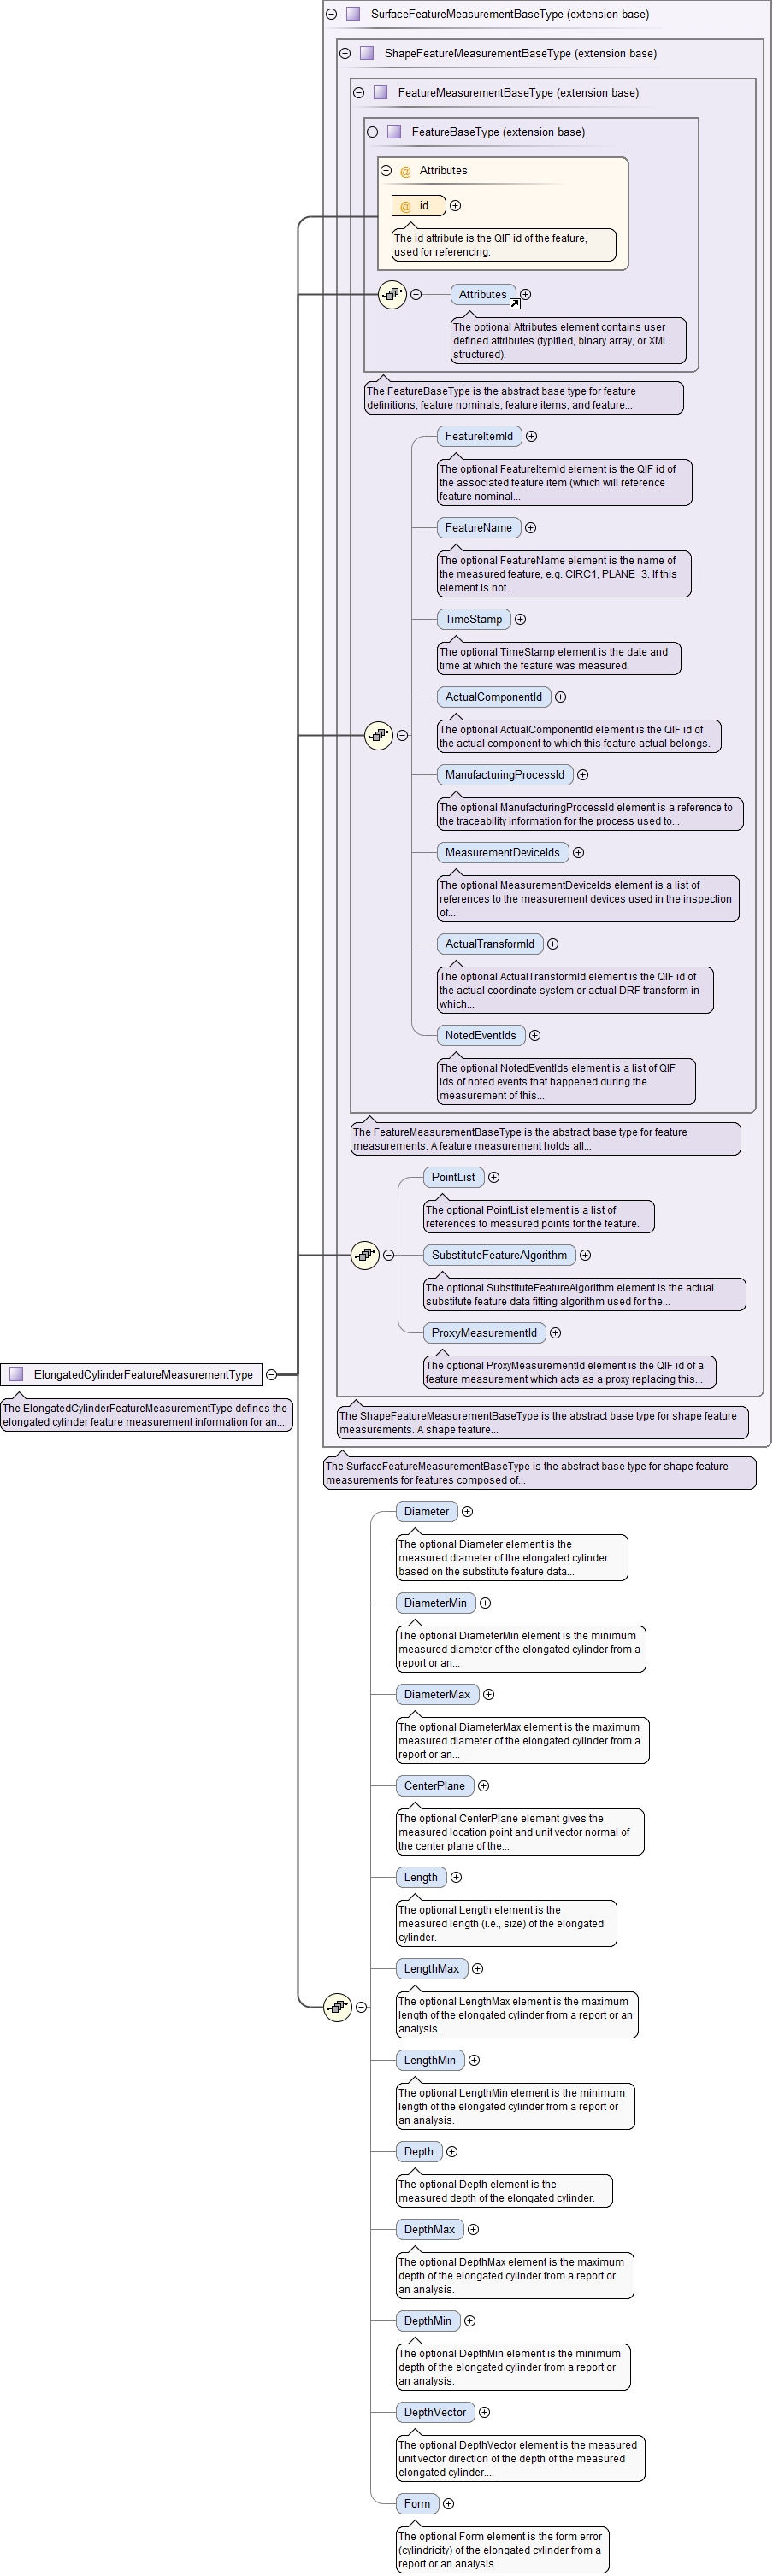 SurfaceFeatureMeasurementBaseType (extension base)
ShapeFeatureMeasurementBaseType (extension base)
FeatureMeasurementBaseType (extension base)
FeatureBaseType (extension base)
@ Attributes
@ id
The id attribute is the QIF id of the feature,
used for referencing.
Attributes
The optional Attributes element contains user
defined attributes (typified, binary array, or XML
structured).
The FeatureBaseType is the abstract base type for feature
definitions, feature nominals, feature items, and feature...
FeatureItemId
The optional FeatureItemId element is the QIF id of
the associated feature item (which will reference
feature nominal...
FeatureName
The optional FeatureName element is the name of
the measured feature, e.g. CIRC1, PLANE_3. If this
element is not...
TimeStamp
The optional TimeStamp element is the date and
time at which the feature was measured.
ActualComponentId
The optional ActualComponentId element is the QIF id of
the actual component to which this feature actual belongs.
ManufacturingProcessId
The optional ManufacturingProcessId element is a reference to
the traceability information for the process used to...
MeasurementDeviceIds
The optional MeasurementDeviceIds element is a list of
references to the measurement devices used in the inspection
of...
ActualTransformId
The optional ActualTransformId element is the QIF id of
the actual coordinate system or actual DRF transform in
which...
NotedEventIds
The optional NotedEventIds element is a list of QIF
ids of noted events that happened during the
measurement of this...
The FeatureMeasurementBaseType is the abstract base type for feature
measurements. A feature measurement holds all...
PointList
The optional PointList element is a list of
references to measured points for the feature.
SubstituteFeatureAlgorithm
The optional SubstituteFeatureAlgorithm element is the actual
substitute feature data fitting algorithm used for the...
ProxyMeasurementId
The optional ProxyMeasurementId element is the QIF id of a
feature measurement which acts as a proxy replacing this...
ElongatedCylinderFeatureMeasurementType
The ElongatedCylinderFeatureMeasurementType defines the
elongated cylinder feature measurement information for an...
The ShapeFeatureMeasurementBaseType is the abstract base type for shape feature
measurements. A shape feature...
The SurfaceFeatureMeasurementBaseType is the abstract base type for shape feature
measurements for features composed of...
Diameter
The optional Diameter element is the
measured diameter of the elongated cylinder
based on the substitute feature data...
DiameterMin
The optional DiameterMin element is the minimum
measured diameter of the elongated cylinder from a
report or an...
DiameterMax
The optional DiameterMax element is the maximum
measured diameter of the elongated cylinder from a
report or an...
CenterPlane
The optional CenterPlane element gives the
measured location point and unit vector normal of
the center plane of the...
Length
The optional Length element is the
measured length (i.e., size) of the elongated
cylinder.
LengthMax
The optional LengthMax element is the maximum
length of the elongated cylinder from a report or an
analysis.
LengthMin
The optional LengthMin element is the minimum
length of the elongated cylinder from a report or
an analysis.
Depth
The optional Depth element is the
measured depth of the elongated cylinder.
DepthMax
The optional DepthMax element is the maximum
depth of the elongated cylinder from a report or
an analysis.
DepthMin
The optional DepthMin element is the minimum
depth of the elongated cylinder from a report or
an analysis.
DepthVector
The optional DepthVector element is the measured
unit vector direction of the depth of the measured
elongated cylinder....
Form
The optional Form element is the form error
(cylindricity) of the elongated cylinder from a
report or an analysis.